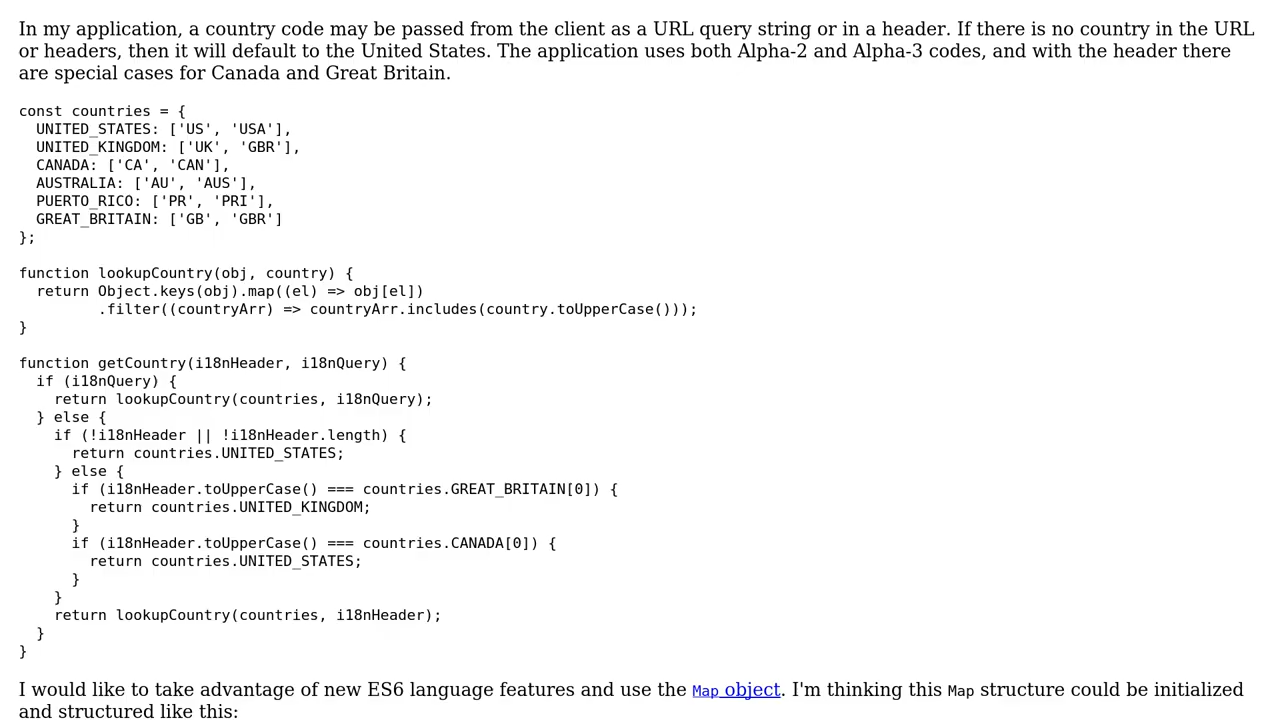 In my application, a country code may be passed from the client as a URL query string or in a header. If there is no country in the URL
or headers, then it will default to the United States. The application uses both Alpha-2 and Alpha-3 codes, and with the header there
are special cases for Canada and Great Britain.
const countries = {
  UNITED_STATES: ['US', 'USA'],
  UNITED_KINGDOM: ['UK', 'GBR'],
  CANADA: ['CA', 'CAN'],
  AUSTRALIA: ['AU', 'AUS'],
  PUERTO_RICO: ['PR', 'PRI'],
  GREAT_BRITAIN: ['GB', 'GBR']
};
function lookupCountry(obj, country) {
  return Object.keys(obj).map((el) => obj[el])
         .filter((countryArr) => countryArr.includes(country.toUpperCase()));
}
function getCountry(i18nHeader, i18nQuery) {
  if (i18nQuery) {
    return lookupCountry(countries, i18nQuery);
  } else {
    if (!i18nHeader || !i18nHeader.length) {
      return countries.UNITED_STATES;
    } else {
      if (i18nHeader.toUpperCase() === countries.GREAT_BRITAIN[0]) {
        return countries.UNITED_KINGDOM;
      }
      if (i18nHeader.toUpperCase() === countries.CANADA[0]) {
        return countries.UNITED_STATES;
      }
    }
    return lookupCountry(countries, i18nHeader);
  }
}
I would like to take advantage of new ES6 language features and use the Map object. I'm thinking this Map structure could be initialized
and structured like this: